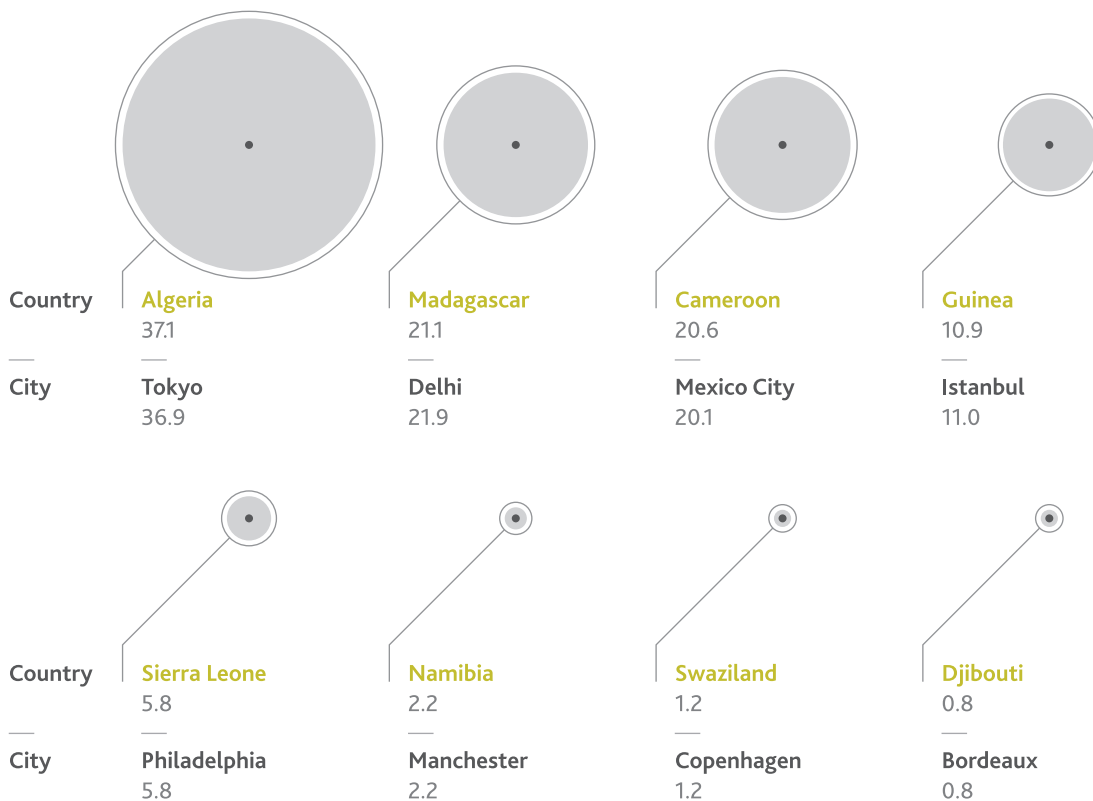 Country Algeria Madagascar Cameroon Guinea
37.1 21.1 20.6 10.9
City Tokyo Delhi Mexico City Istanbul
36.9 21.9 20.1 11.0
Country Sierra Leone Namibia Swaziland Djibouti
5.8 2.2 1.2 0.8
City Philadelphia Manchester Copenhagen Bordeaux
5.8 2.2 1.2 0.8